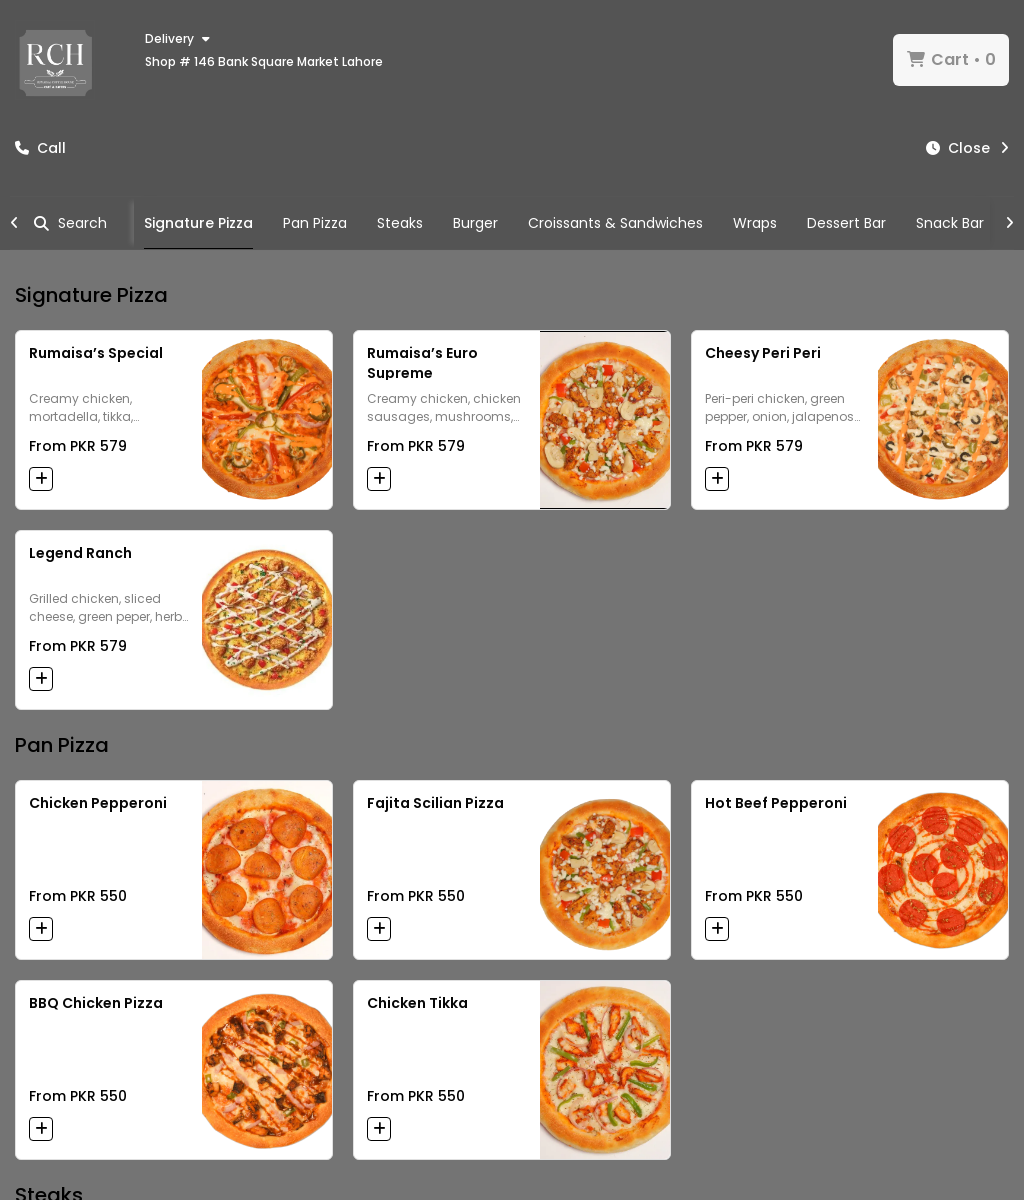 RCH
Delivery
Shop # 146 Bank Square Market Lahore
Cart • 0
Call
Close
Search
Signature Pizza
Pan Pizza
Steaks
Burger
Croissants & Sandwiches
Wraps
Dessert Bar
Snack Bar
Signature Pizza
Rumaisa’s Special
Creamy chicken,
mortadella, tikka,...
From PKR 579
+
Rumaisa’s Euro
Supreme
Creamy chicken, chicken
sausages, mushrooms,...
From PKR 579
+
Cheesy Peri Peri
Peri-peri chicken, green
pepper, onion, jalapenos...
From PKR 579
+
Legend Ranch
Grilled chicken, sliced
cheese, green peper, herb...
From PKR 579
+
Pan Pizza
Chicken Pepperoni
From PKR 550
+
Fajita Scilian Pizza
From PKR 550
+
Hot Beef Pepperoni
From PKR 550
+
BBQ Chicken Pizza
From PKR 550
+
Chicken Tikka
From PKR 550
+
Steaks